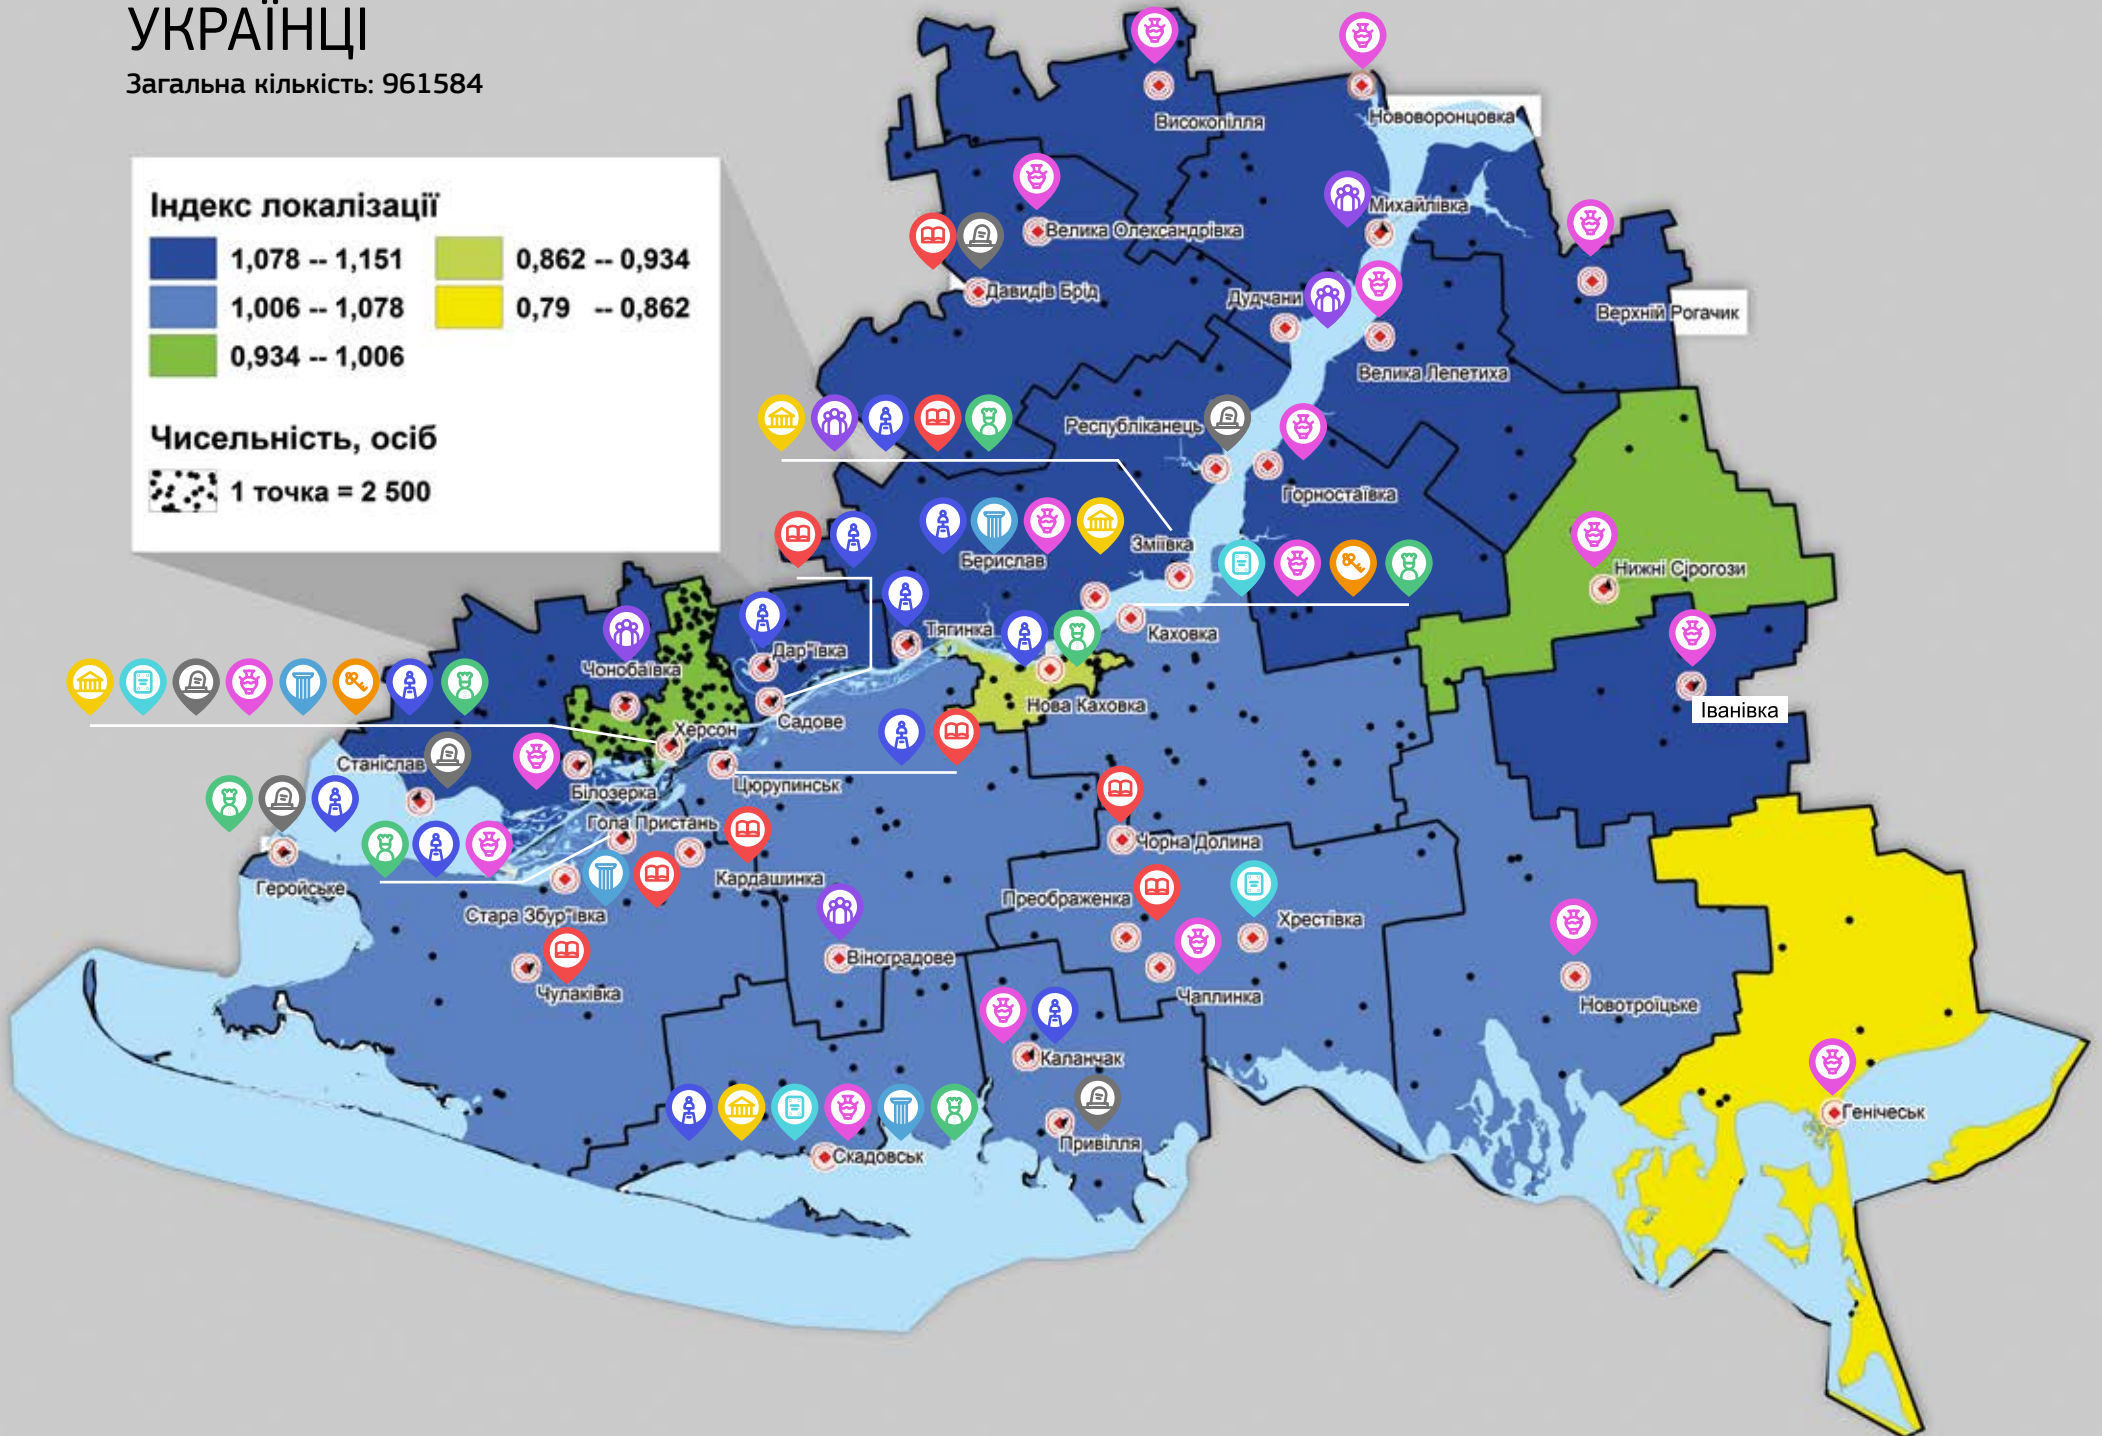 УКРАЇНЦІ
Загальна кількість: 961584
Індекс локалізації
1,078 -- 1,151
0,862 -- 0,934
1,006 -- 1,078
0,79 -- 0,862
0,934 -- 1,006
Чисельність, осіб
1 точка = 2 500
Високопілля
Нововоронцовка
Михайлівка
Велика Олександрівка
Давидів Брід
Дудчани
Верхній Рогачик
Велика Лепетиха
Республіканець
Горностаївка
Зміївка
Берислав
Нижні Сірогози
Тягинка
Каховка
Дар"ївка
Чонобаївка
Нова Каховка
Іванівка
Садове
Херсон
Станіслав
Цюрупинськ
Білозерка
Гола Пристань
Чорна Долина
Кардашинка
Геройське
Преображенка
Стара Збур"ївка
Хрестівка
Віноградове
Чулаківка
Чаплинка
Новотроїцьке
Каланчак
Генічеськ
Привілля
Скадовськ